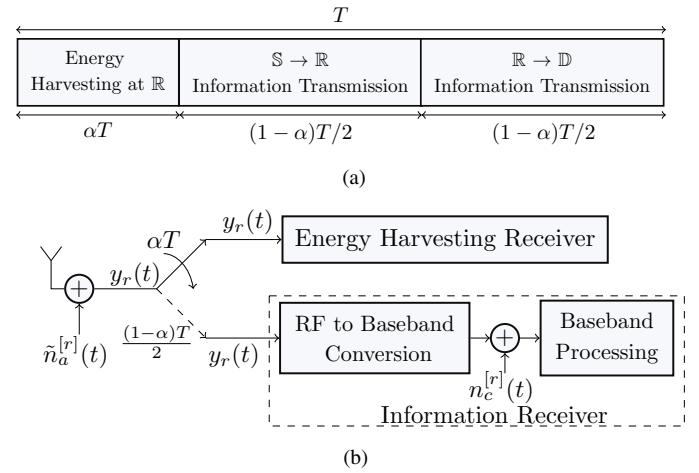 T
Energy
Harvesting at ℝ
𝕊 → ℝ
Information Transmission
ℝ → 𝔻
Information Transmission
αT
(1 − α)T/2
(1 − α)T/2
(a)
y_r(t)
αT
Energy Harvesting Receiver
y_r(t)
ñ_a^{[r]}(t)
(1−α)T
2
y_r(t)
RF to Baseband
Conversion
Baseband
Processing
n_c^{[r]}(t)
Information Receiver
(b)